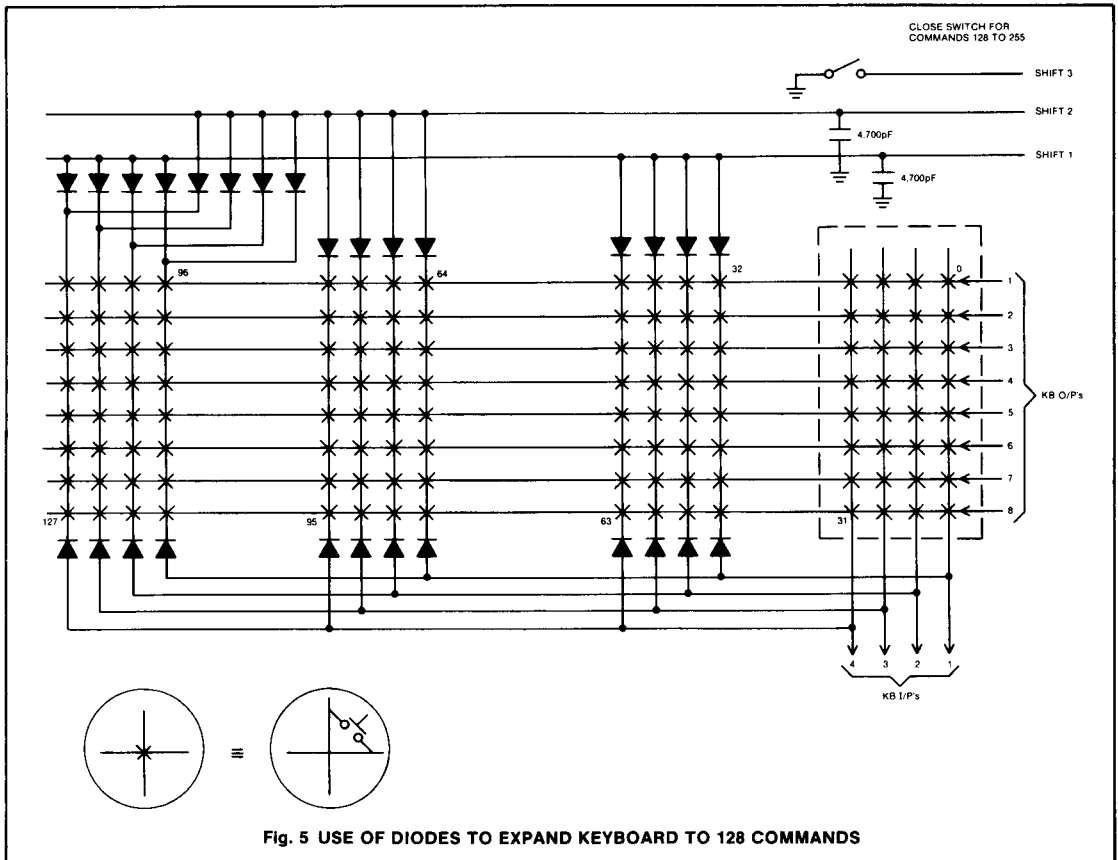 CLOSE SWITCH FOR
COMMANDS 128 TO 255
SHIFT 3
SHIFT 2
4.700pF
SHIFT 1
4.700pF
96
64
32
0
1
2
3
4
KB O/P's
5
6
7
127
95
63
31
8
4 3 2 1
KB I/P's
≡
Fig. 5 USE OF DIODES TO EXPAND KEYBOARD TO 128 COMMANDS